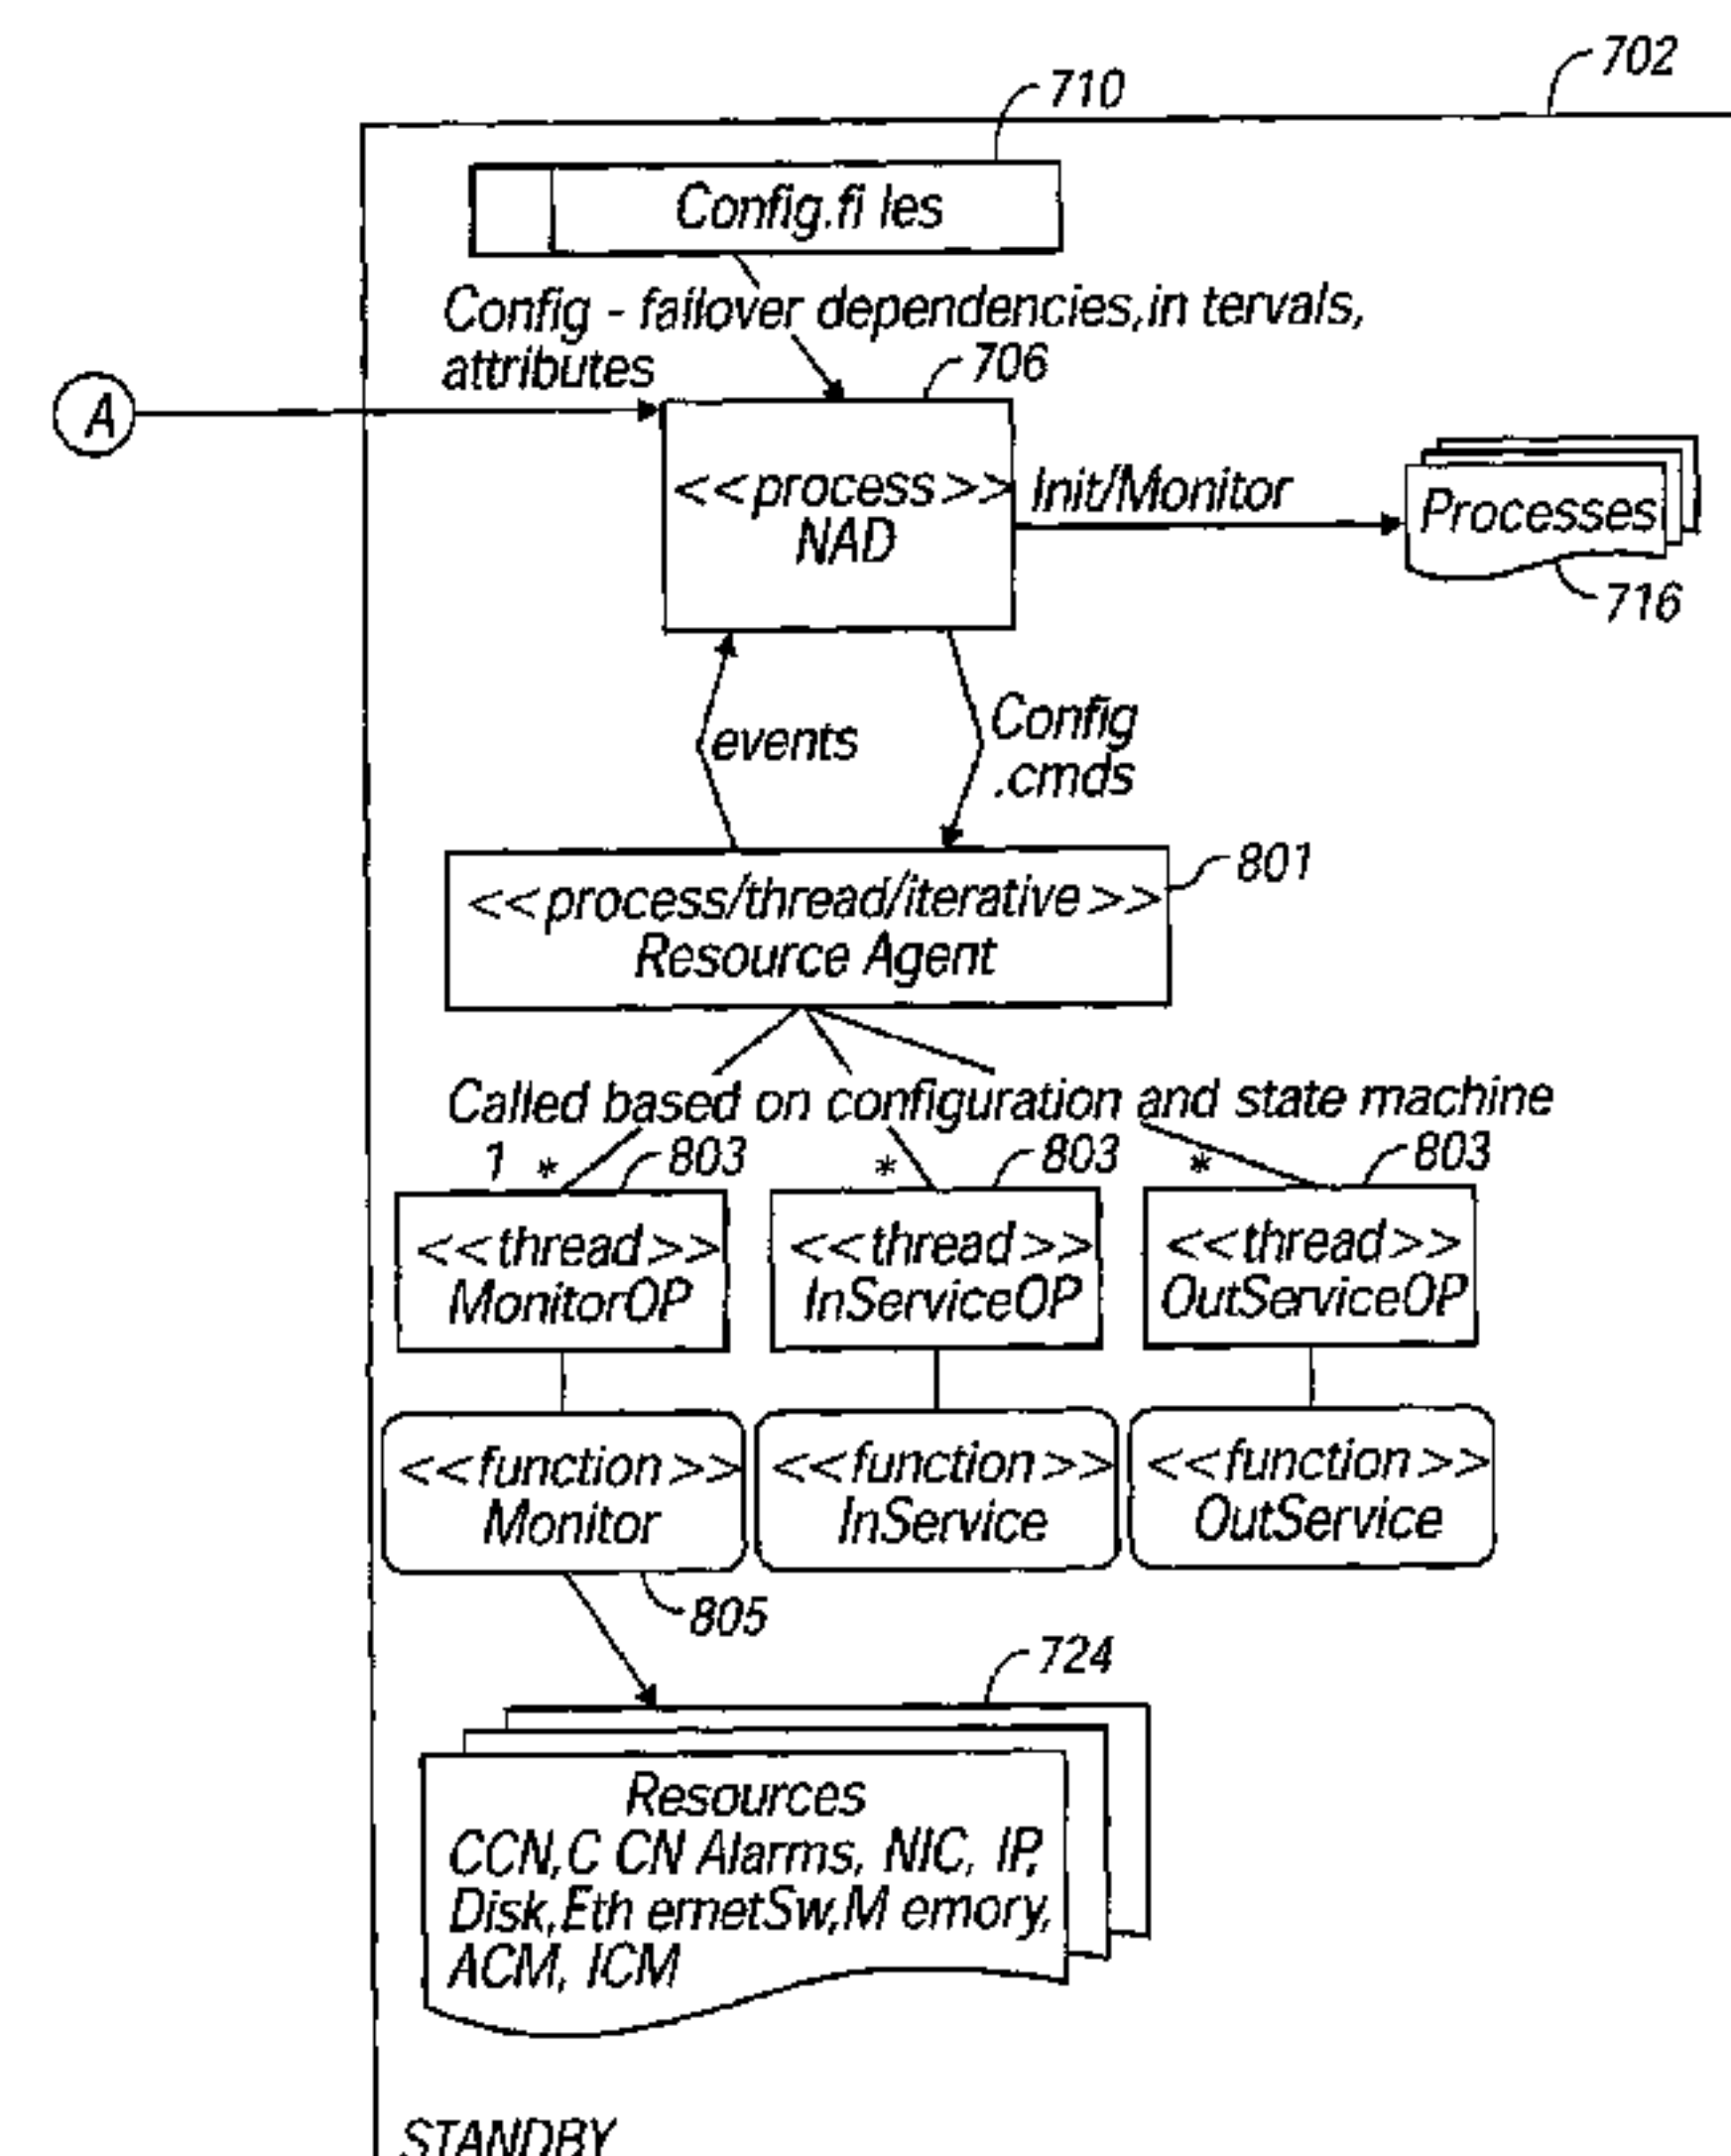 702
710
Config.fi les
Config - failover dependencies,in tervals,
attributes
706
A
<<process>>
NAD
Init/Monitor
Processes
716
events
Config
.cmds
801
<<process/thread/iterative>>
Resource Agent
Called based on configuration and state machine
1 * 803 * 803 * 803
<<thread>>
MonitorOP
<<thread>>
InServiceOP
<<thread>>
OutServiceOP
<<function>>
Monitor
<<function>>
InService
<<function>>
OutService
805
724
Resources
CCN,C CN Alarms, NIC, IP,
Disk,Eth ernetSw,M emory,
ACM, ICM
STANDBY